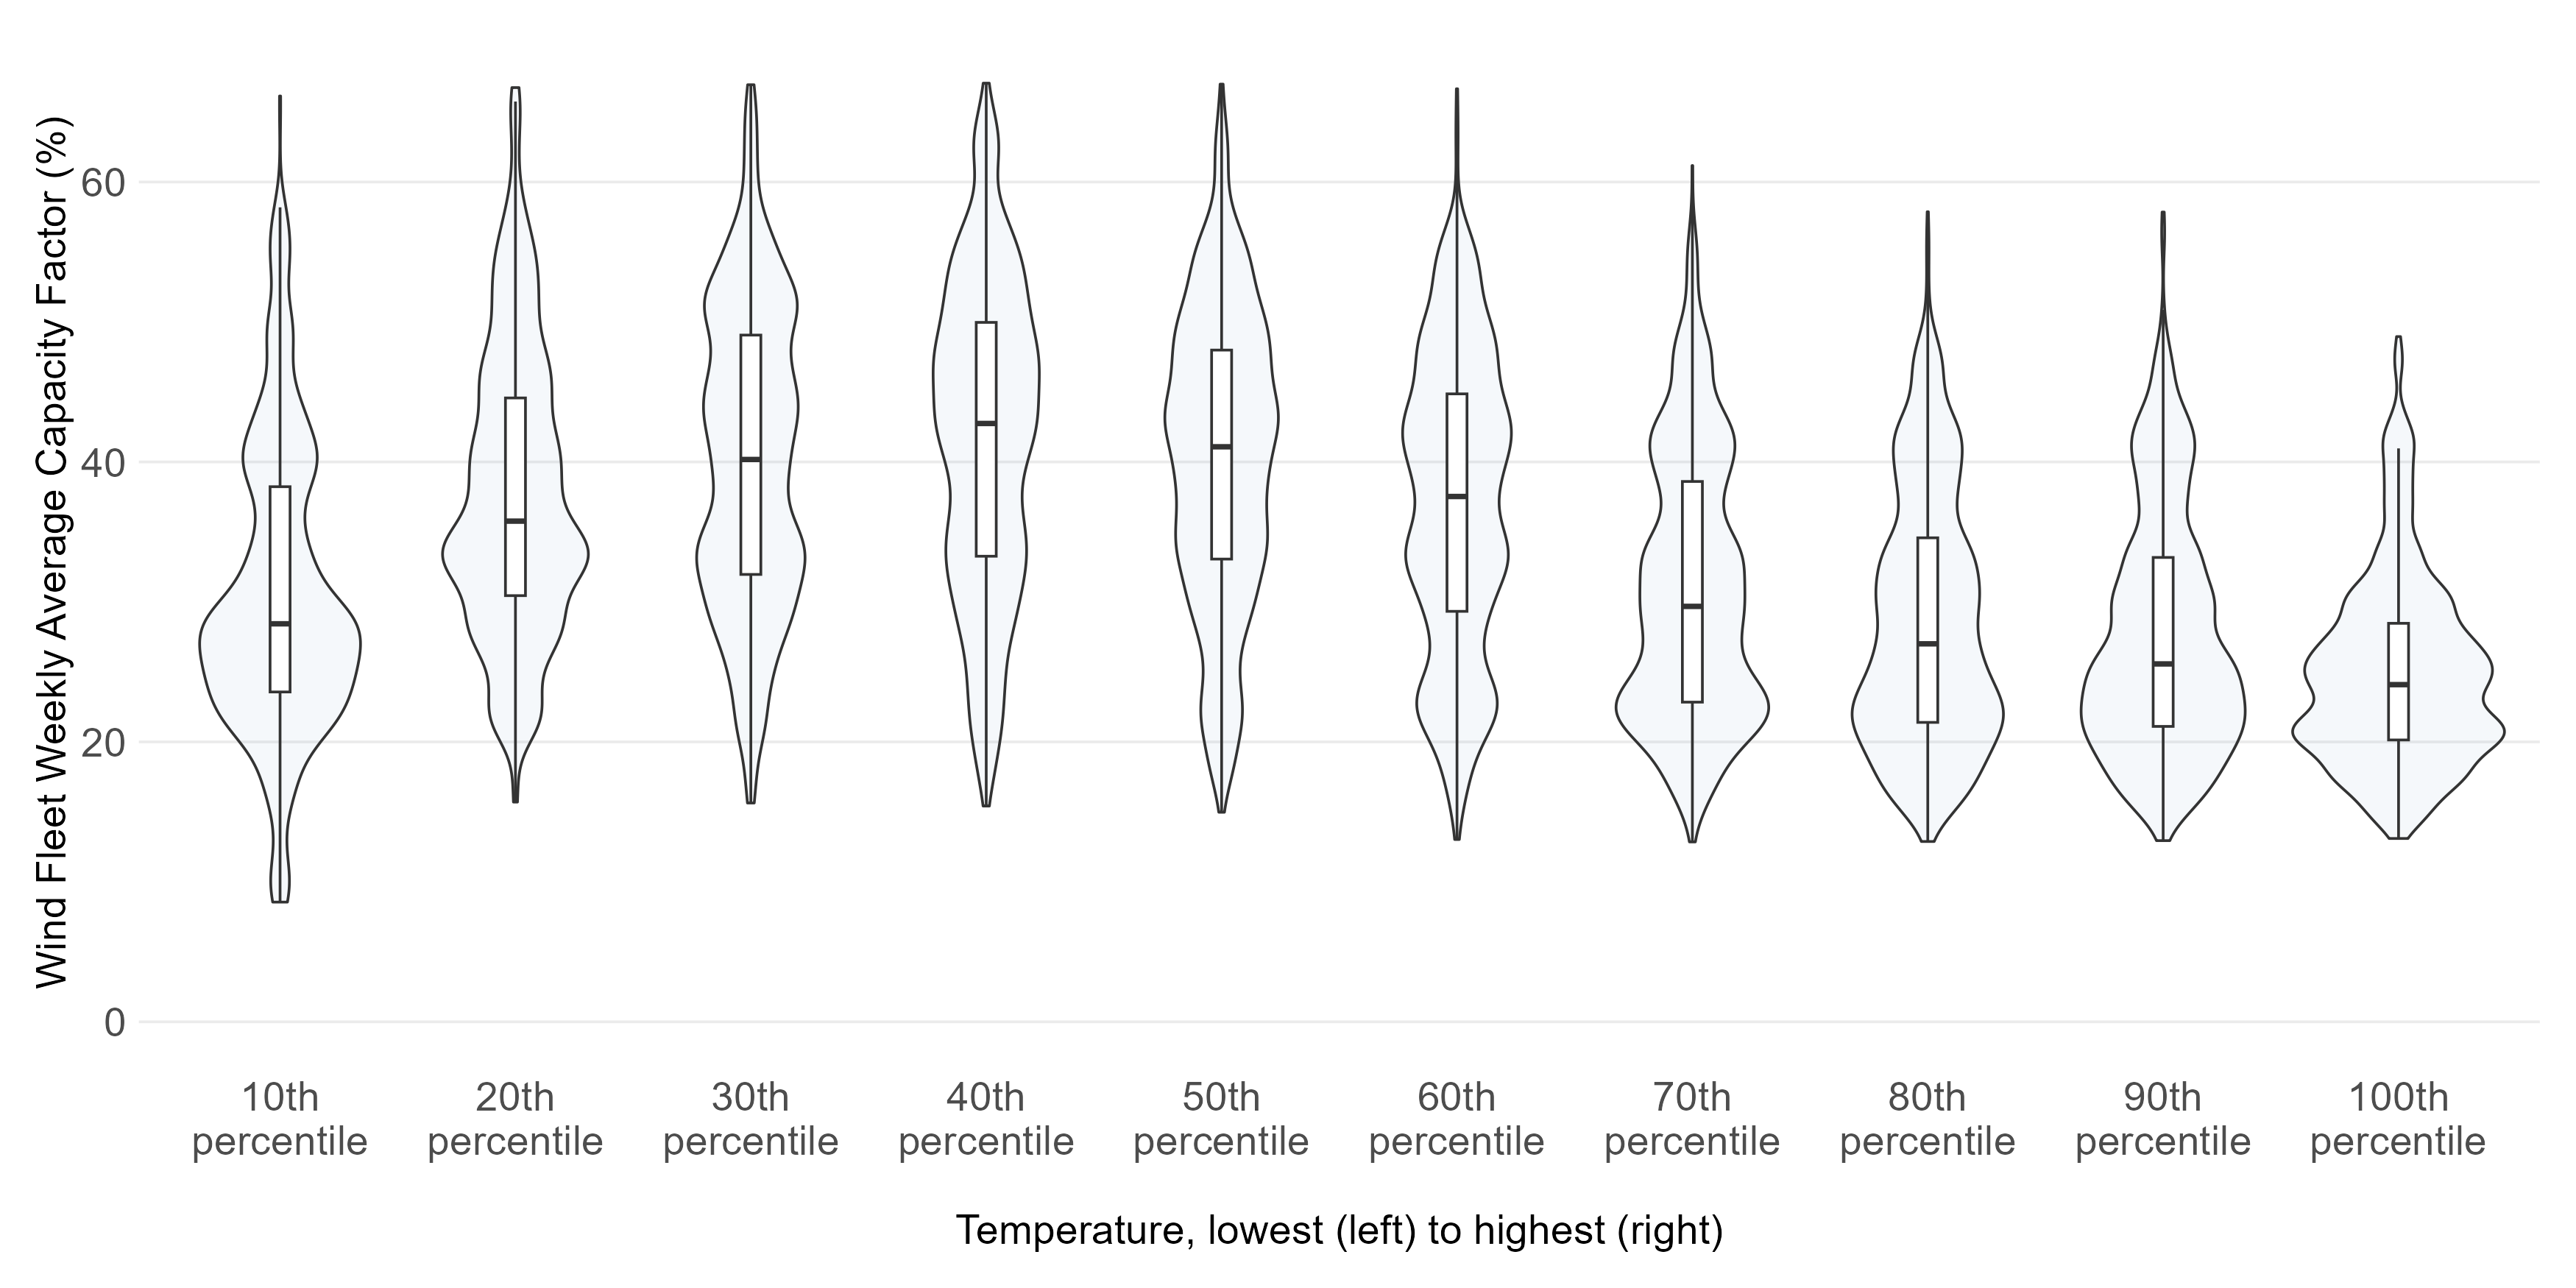 Wind Fleet Weekly Average Capacity Factor (%)
60
40
20
0
10th percentile
20th percentile
30th percentile
40th percentile
50th percentile
60th percentile
70th percentile
80th percentile
90th percentile
100th percentile
Temperature, lowest (left) to highest (right)